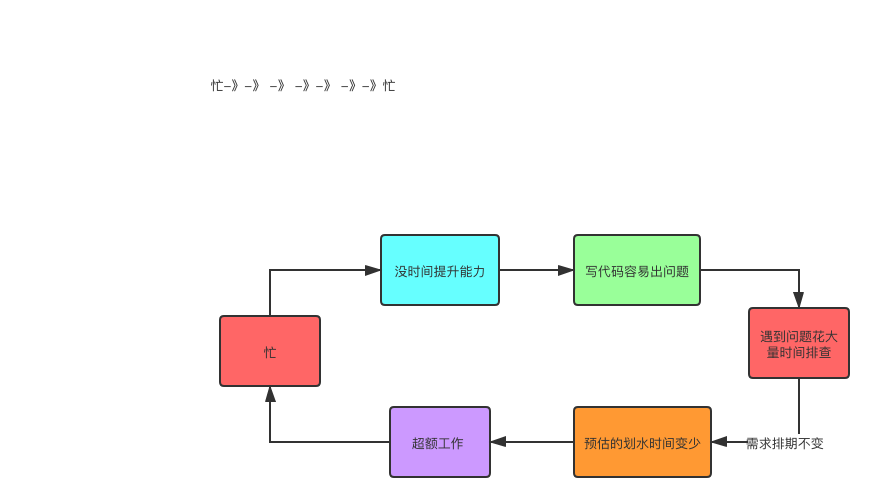 忙–》–》 –》 –》–》 –》–》忙
没时间提升能力
写代码容易出问题
遇到问题花大
量时间排查
忙
超额工作
预估的划水时间变少
需求排期不变